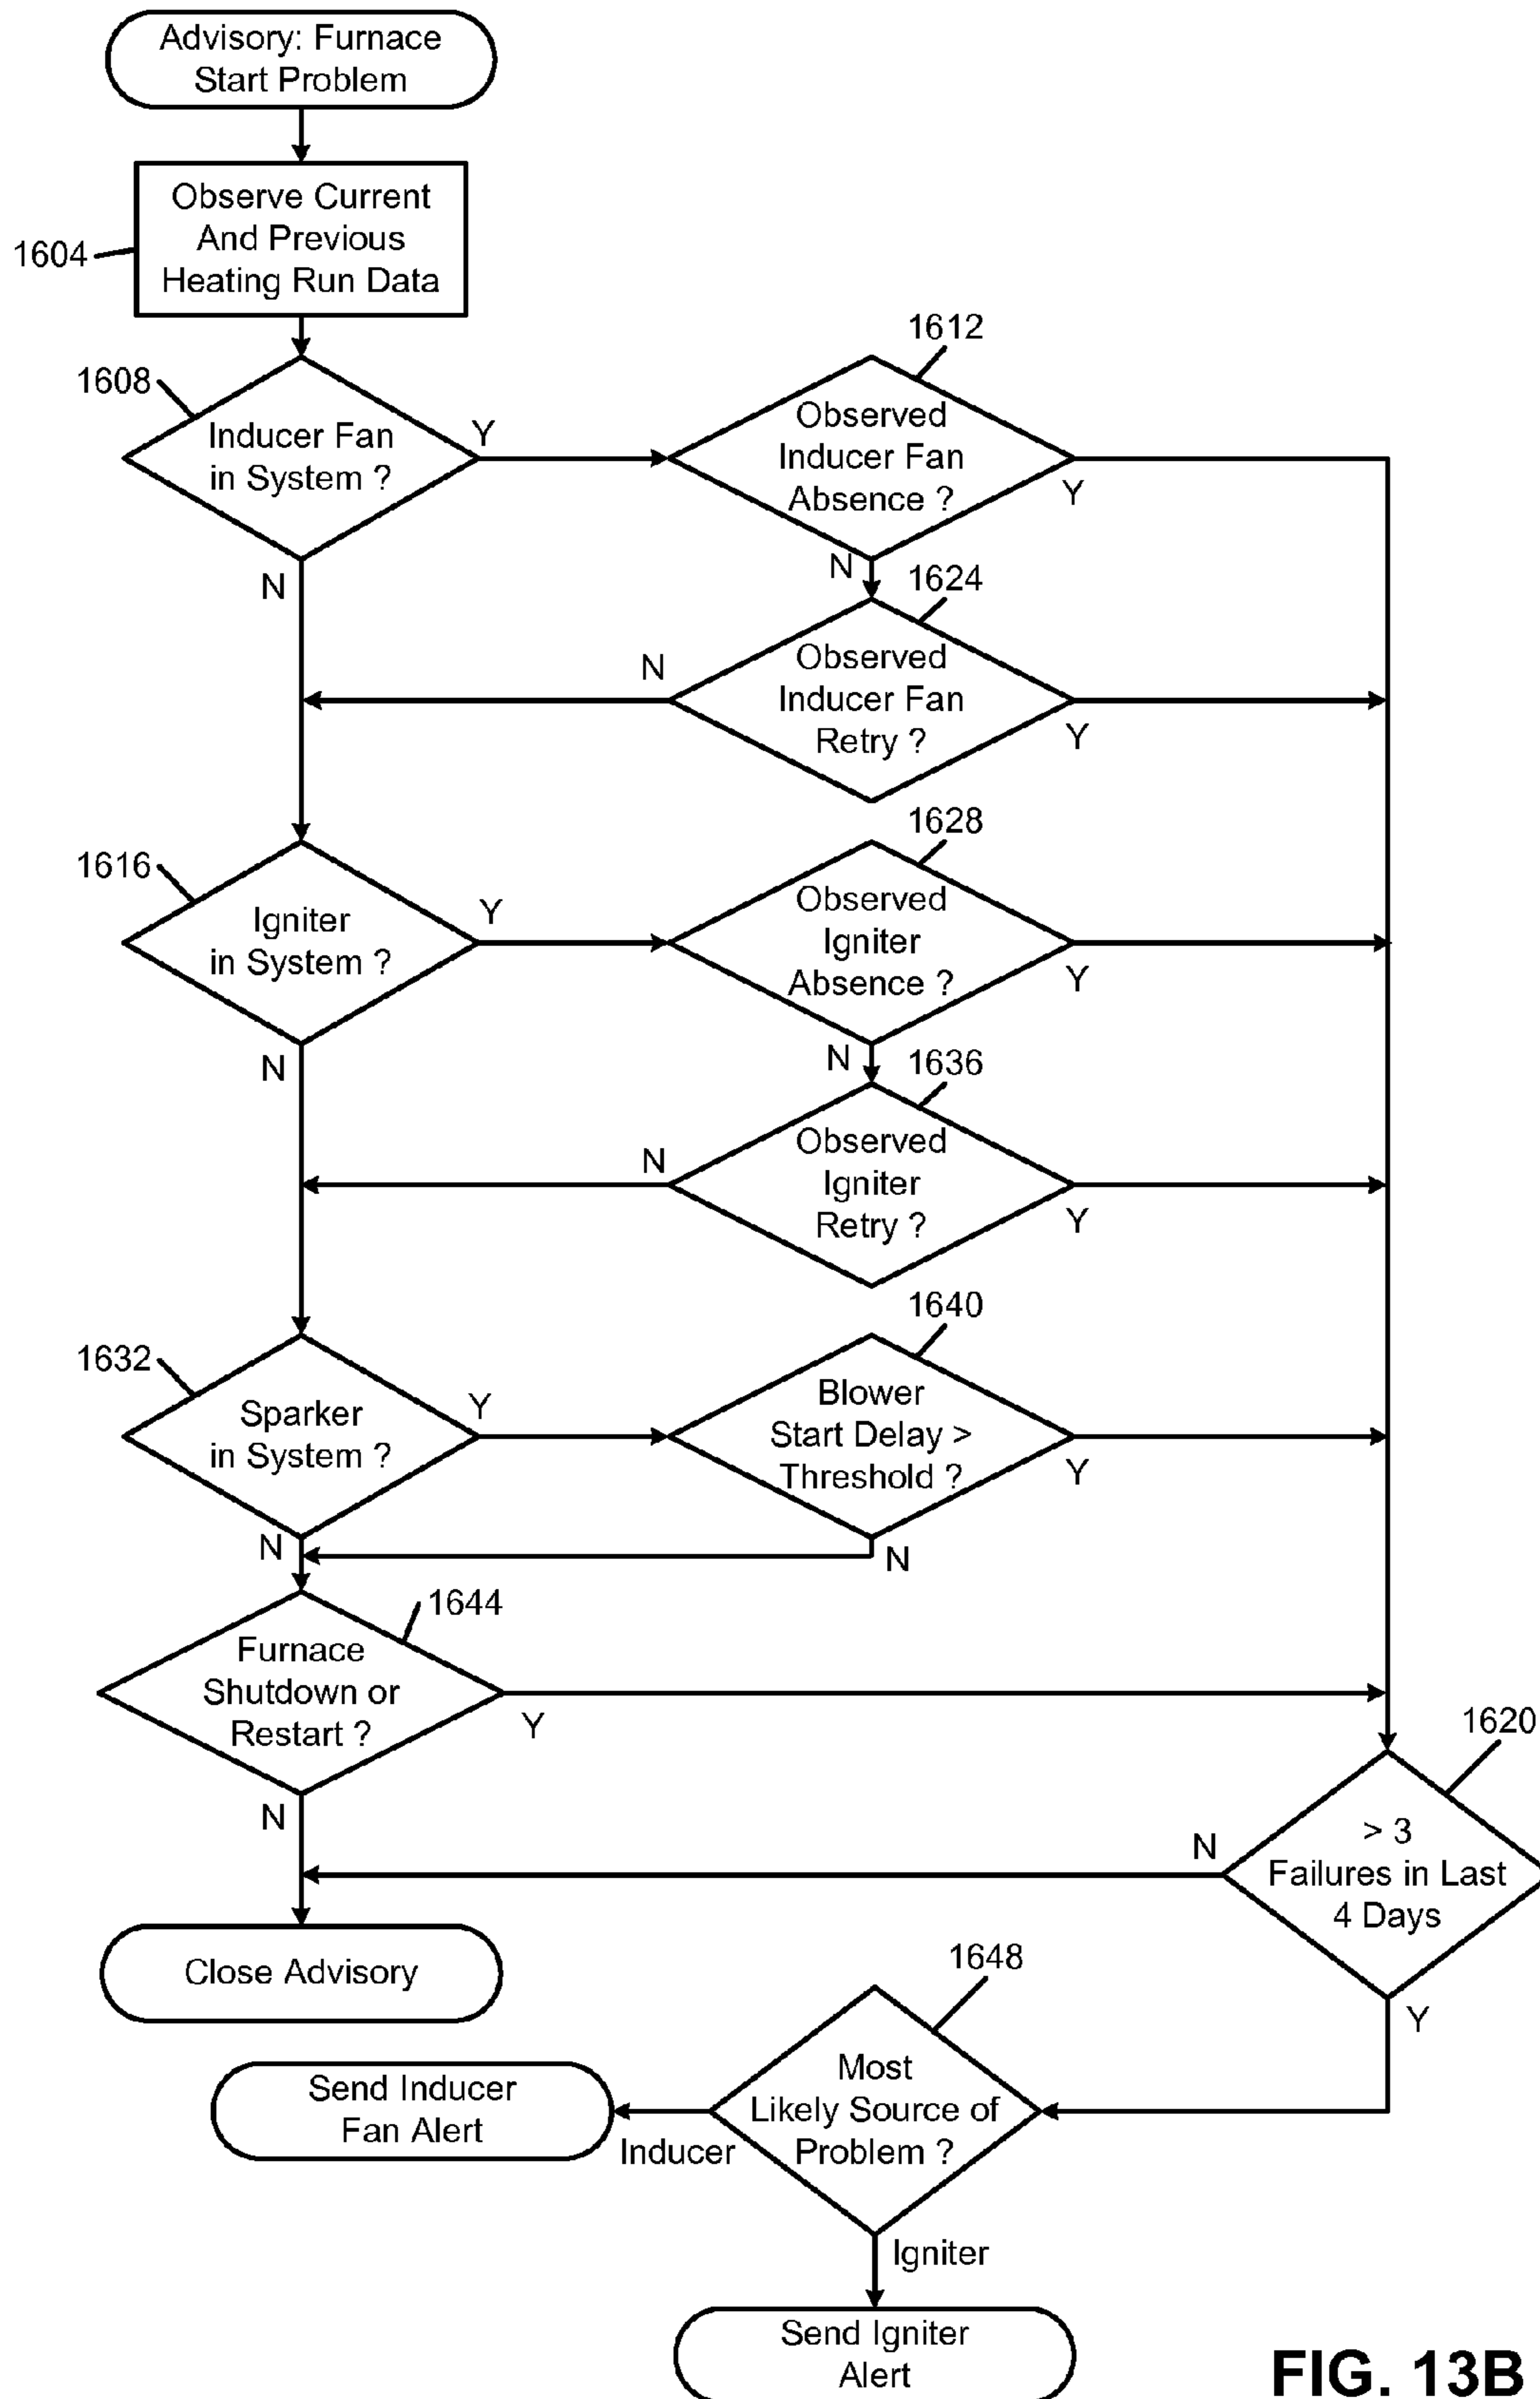 Advisory: Furnace
Start Problem
1604
Observe Current
And Previous
Heating Run Data
1608
Inducer Fan
in System ?
Y
N
1612
Observed
Inducer Fan
Absence ?
Y
N
1624
Observed
Inducer Fan
Retry ?
N
Y
1616
Igniter
in System ?
Y
N
1628
Observed
Igniter
Absence ?
Y
N
1636
Observed
Igniter
Retry ?
N
Y
1632
Sparker
in System ?
Y
N
1640
Blower
Start Delay >
Threshold ?
Y
N
1644
Furnace
Shutdown or
Restart ?
Y
N
1620
> 3
Failures in Last
4 Days
N
Y
Close Advisory
1648
Most
Likely Source of
Problem ?
Inducer
Igniter
Send Inducer
Fan Alert
Send Igniter
Alert
FIG. 13B